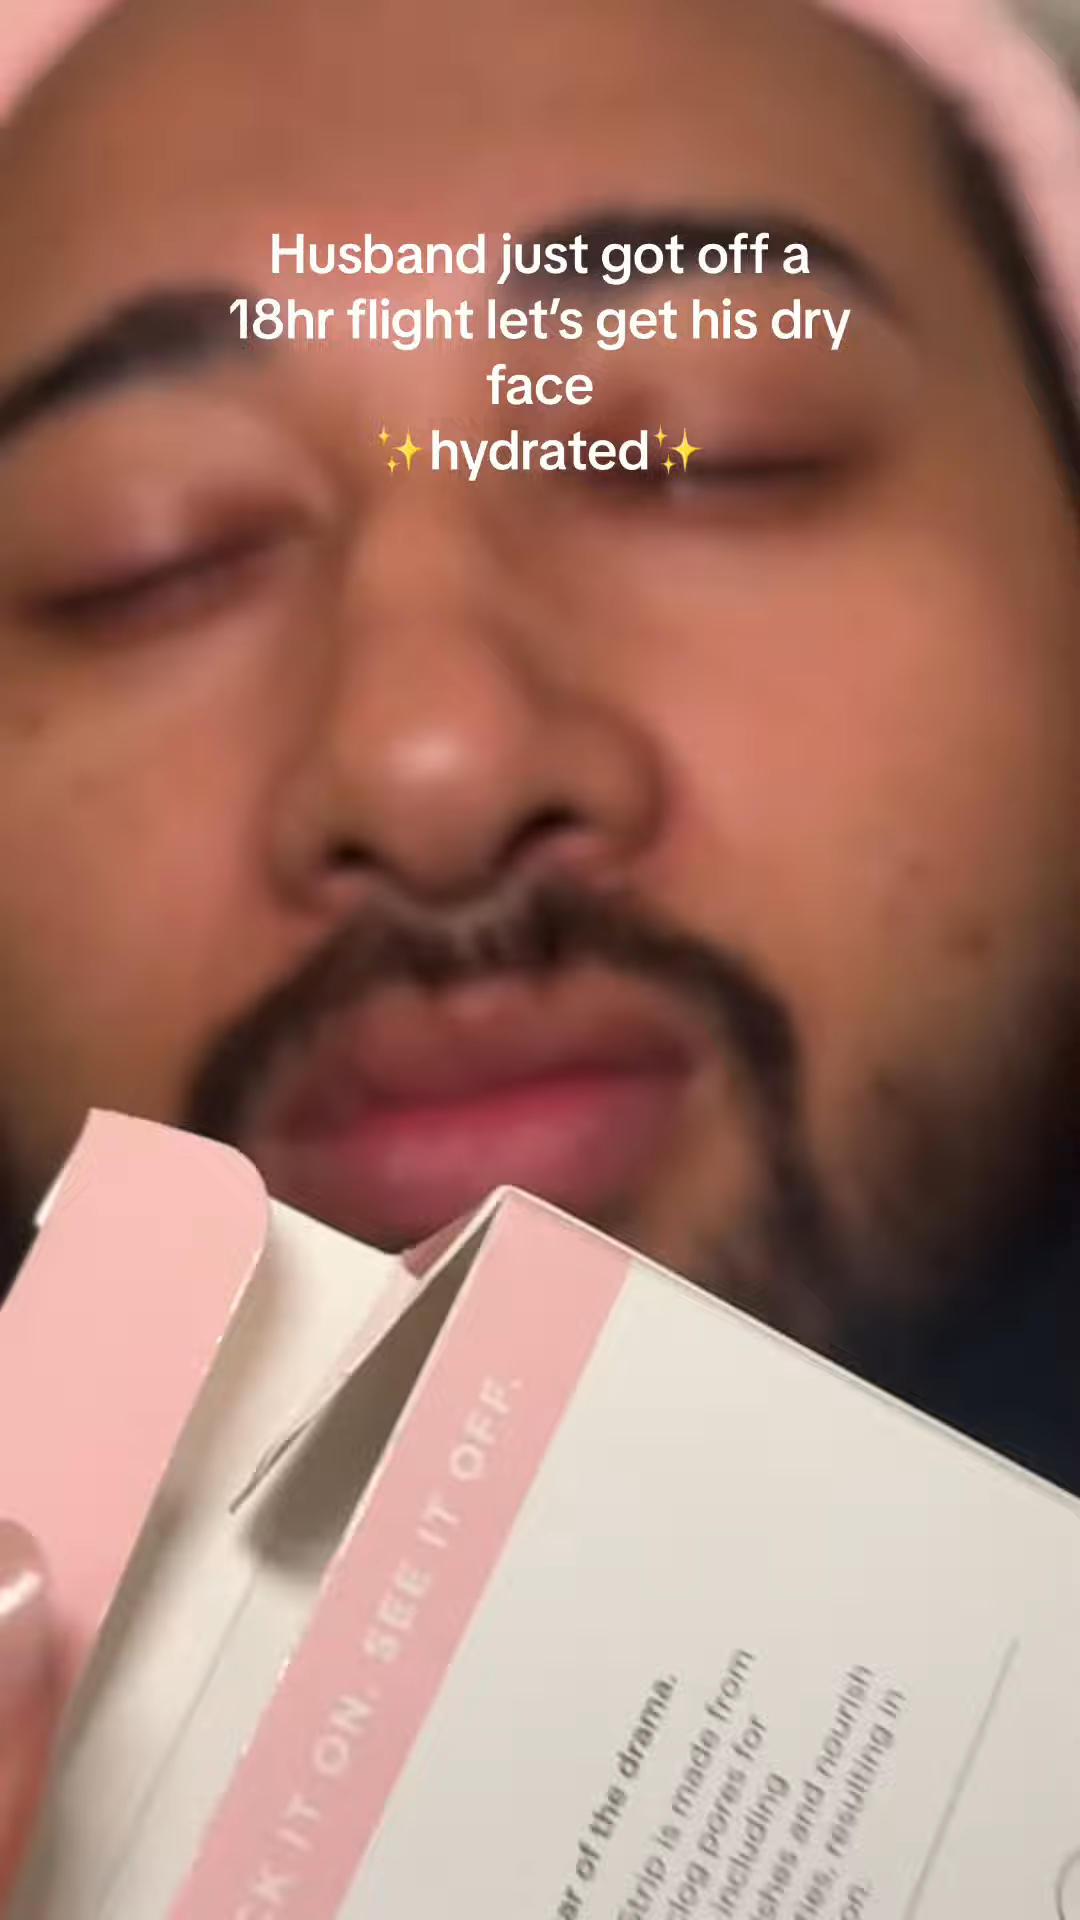 Husband just got off a
18hr flight let's get his dry
face
✨hydrated✨
IT ON. SEE IT OFF.
of the drama.
Strip is made from
pores for
including
and nourish
resulting in